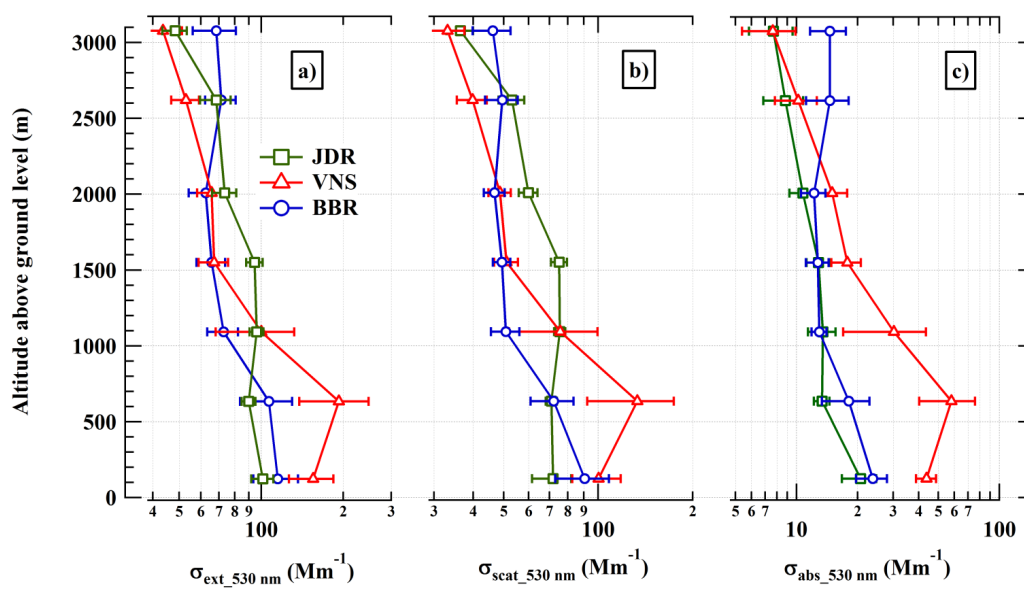 Altitude above ground level (m)
3000
2500
2000
1500
1000
500
0
a)
b)
c)
JDR
VNS
BBR
4 5 6 7 8 9 100 2 3
3 4 5 6 7 8 9 100 2
5 6 7 10 2 3 4 5 6 7 100
σext_530 nm (Mm-1)
σscat_530 nm (Mm-1)
σabs_530 nm (Mm-1)